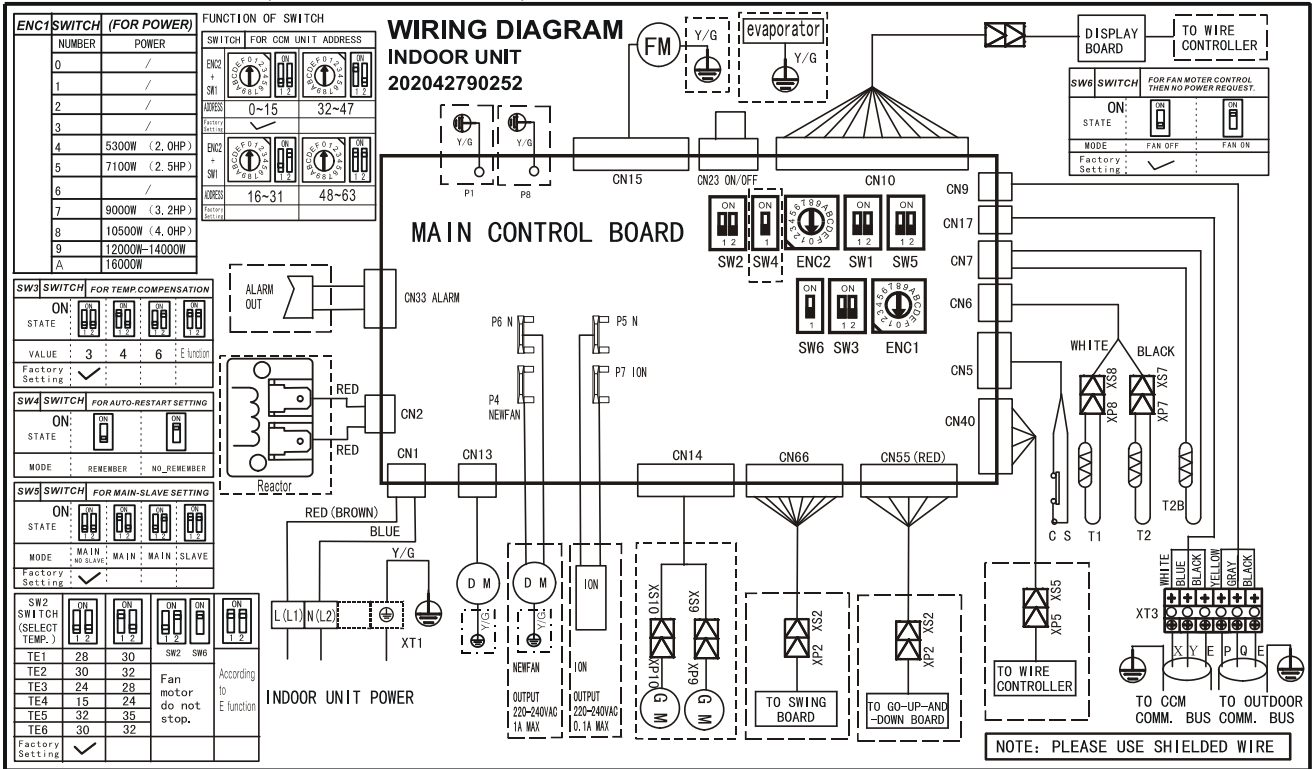 WIRING DIAGRAM
INDOOR UNIT
202042790252
ENC1 SWITCH (FOR POWER)
NUMBER POWER
0 /
1 /
2 /
3 /
4 5300W (2.0HP)
5 7100W (2.5HP)
6 /
7 9000W (3.2HP)
8 10500W (4.0HP)
9 12000W-14000W
A 16000W
FUNCTION OF SWITCH
SWITCH FOR CCM UNIT ADDRESS
ENC2 + SW1
ADDRESS 0~15 32~47
Factory Setting
ENC2 + SW1
ADDRESS 16~31 48~63
Factory Setting
SW3 SWITCH FOR TEMP.COMPENSATION
ON
STATE
VALUE 3 4 6 E function
Factory Setting
SW4 SWITCH FOR AUTO-RESTART SETTING
ON
STATE
MODE REMEMBER NO_REMEMBER
SW5 SWITCH FOR MAIN-SLAVE SETTING
ON
STATE
MODE MAIN NO SLAVE MAIN MAIN SLAVE
Factory Setting
SW2 SWITCH (SELECT TEMP.)
SW2 SW6
TE1 28 30
TE2 30 32
TE3 24 28
TE4 15 24
TE5 32 35
TE6 30 32
Fan motor do not stop.
According to E function
Factory Setting
ALARM OUT
CN33 ALARM
Reactor
RED
RED
CN2
P1
Y/G
P8
Y/G
FM
Y/G
evaporator
Y/G
CN15
CN23 ON/OFF
CN10
DISPLAY BOARD
TO WIRE CONTROLLER
SW6 SWITCH FOR FAN MOTER CONTROL THEN NO POWER REQUEST.
ON
STATE
MODE FAN OFF FAN ON
Factory Setting
MAIN CONTROL BOARD
SW2 SW4 ENC2 SW1 SW5
SW6 SW3 ENC1
P6 N
P5 N
P4 NEWFAN
P7 ION
CN9
CN17
CN7
CN6
CN5
CN40
CN1
CN13
CN14
CN66
CN55(RED)
RED(BROWN)
BLUE
Y/G
L(L1) N(L2)
XT1
INDOOR UNIT POWER
D M
Y/G
D M
Y/G
NEWFAN
OUTPUT
220-240VAC
1A MAX
ION
ION
OUTPUT
220-240VAC
0.1A MAX
XS10
XP10
XS9
XP9
G M
G M
XS2
XP2
TO SWING BOARD
XS2
XP2
TO GO-UP-AND
-DOWN BOARD
XS5
XP5
TO WIRE CONTROLLER
WHITE
BLACK
XS8
XP8
XS7
XP7
C S
T1
T2
T2B
WHITE
BLUE
BLACK
YELLOW
GRAY
BLACK
XT3
X Y E P Q E
TO CCM COMM. BUS
TO OUTDOOR COMM. BUS
NOTE: PLEASE USE SHIELDED WIRE